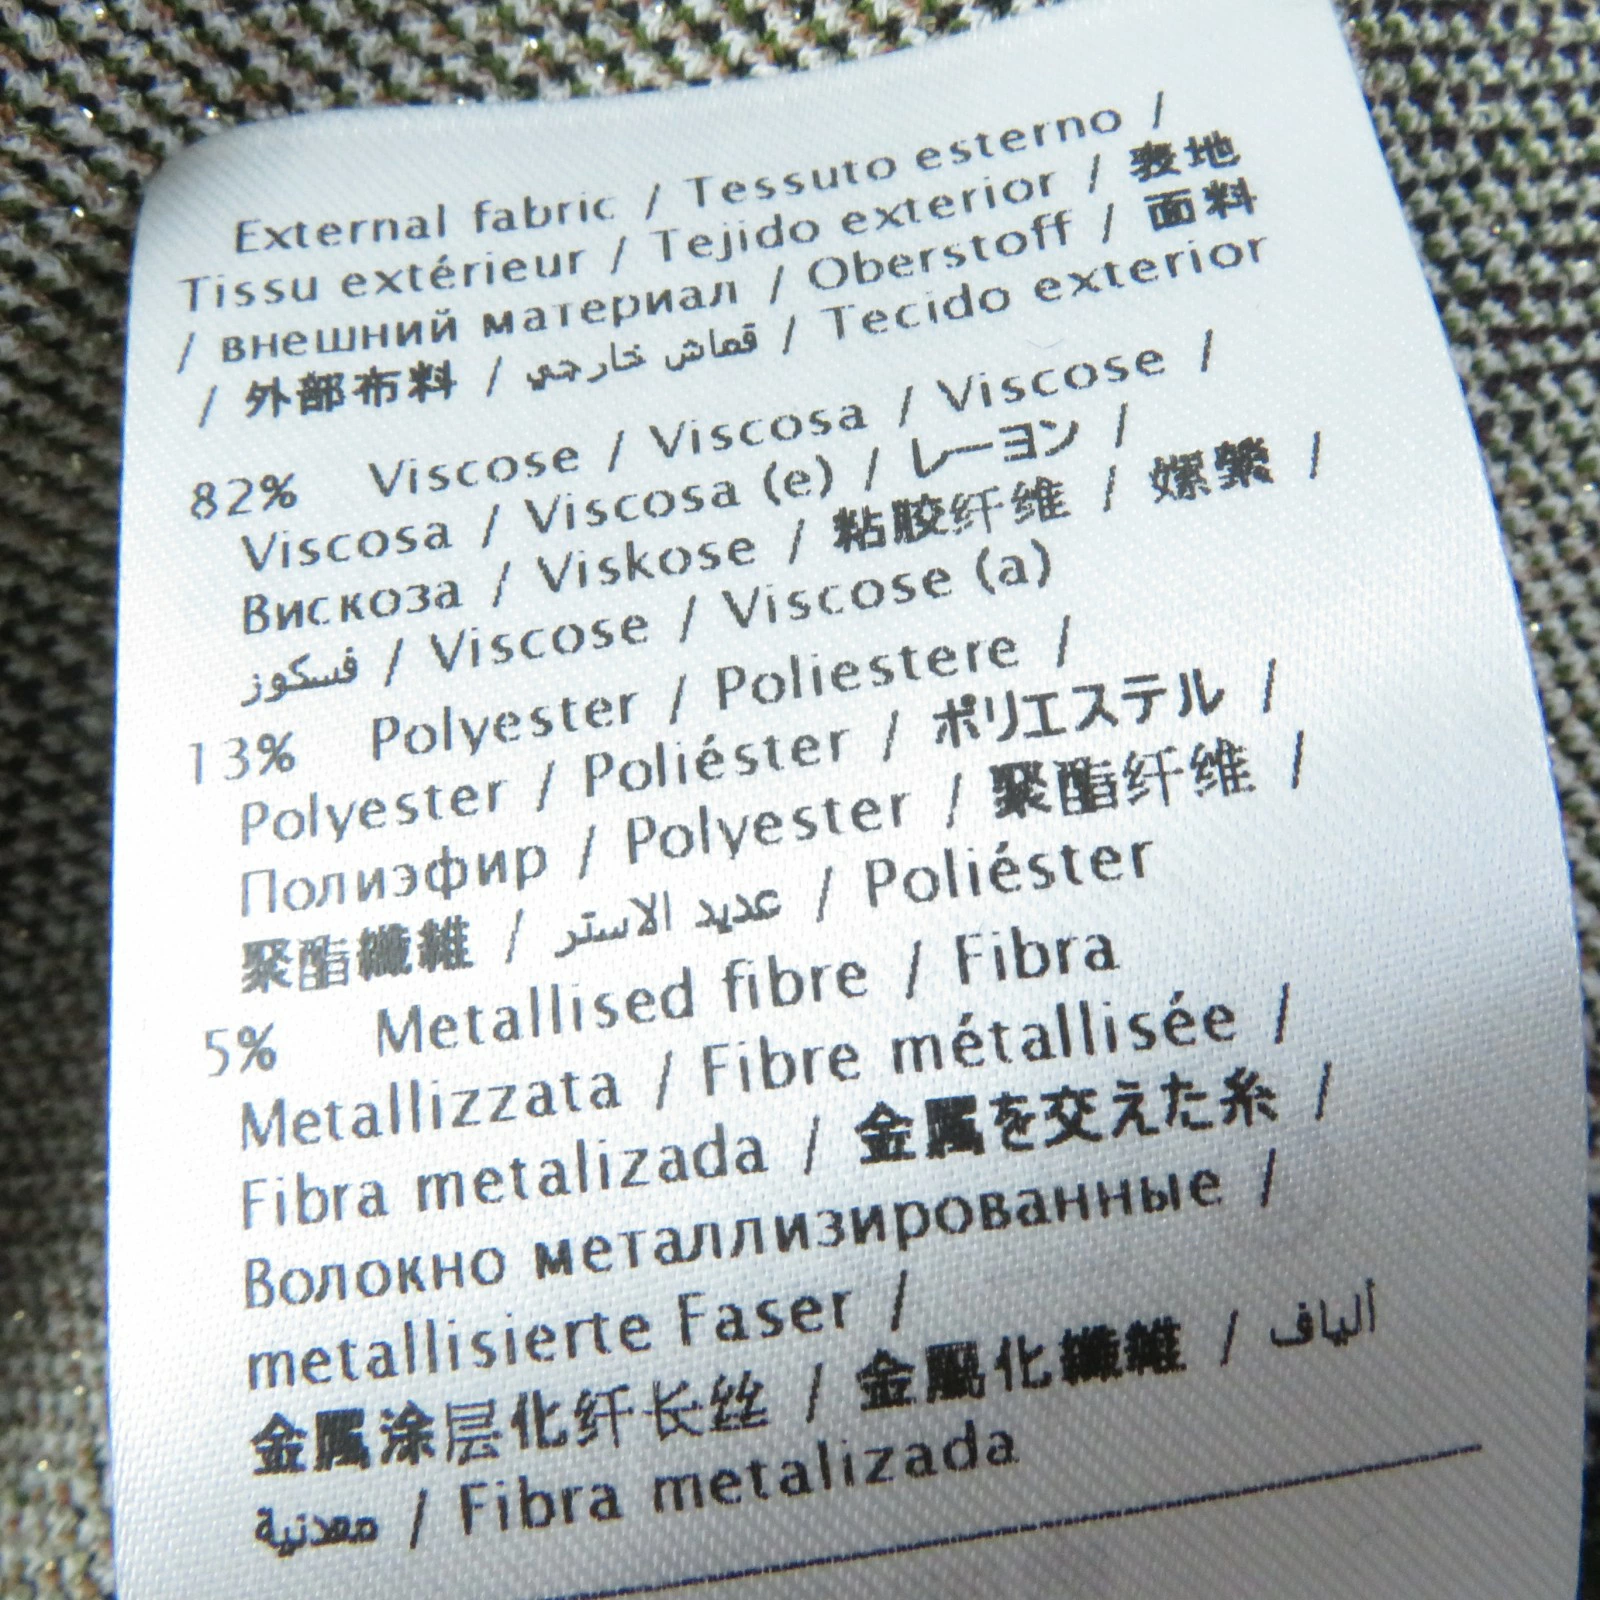 External fabric / Tessuto esterno /
Tissu extérieur / Tejido exterior / 表地
/ внешний материал / Oberstoff / 面料
/ 外部布料 / قماش خارجي / Tecido exterior
82% Viscose / Viscosa / Viscose /
Viscosa / Viscosa (e) / レーヨン /
Вискоза / Viskose / 粘胶纤维 / 嫘縈 /
فسكوز / Viscose / Viscose (a)
13% Polyester / Poliestere /
Polyester / Poliéster / ポリエステル /
Полиэфир / Polyester / 聚酯纤维 /
聚酯纖維 / عديد الاستر / Poliéster
5% Metallised fibre / Fibra
Metallizzata / Fibre métallisée /
Fibra metalizada / 金属を交えた糸 /
Волокно металлизированные /
metallisierte Faser /
金属涂层化纤长丝 / 金屬化纖維 / ألياف
معدنية / Fibra metalizada